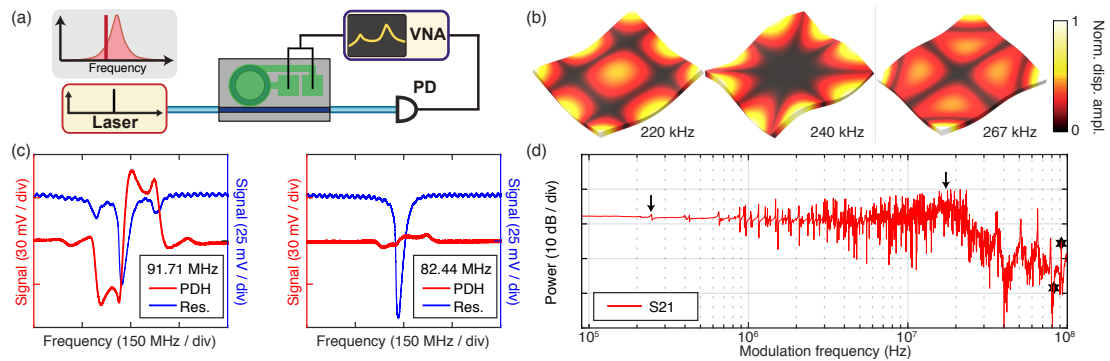 (a)
Frequency
Laser
VNA
PD
(b)
220 kHz
240 kHz
267 kHz
1
0
Norm. disp. ampl.
(c)
Signal (30 mV / div)
91.71 MHz
PDH
Res.
Signal (25 mV / div)
Frequency (150 MHz / div)
Signal (30 mV / div)
82.44 MHz
PDH
Res.
Signal (25 mV / div)
Frequency (150 MHz / div)
(d)
Power (10 dB / div)
S21
10^5
10^6
10^7
10^8
Modulation frequency (Hz)